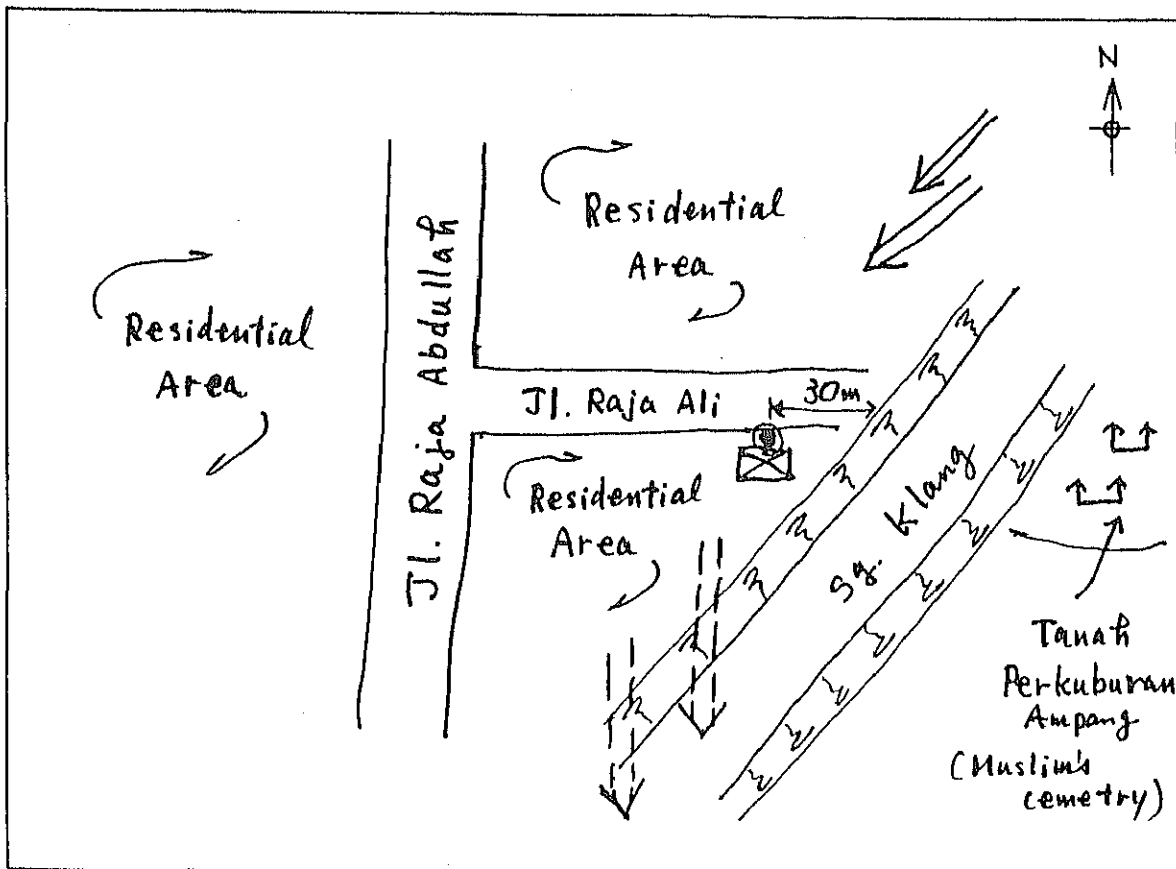 N
Residential
Area
Residential
Area
Jl. Raja Abdullah
Jl. Raja Ali
30m
Residential
Area
Sg. Klang
Tanah
Perkuburan
Ampang
(Muslim's
cemetry)